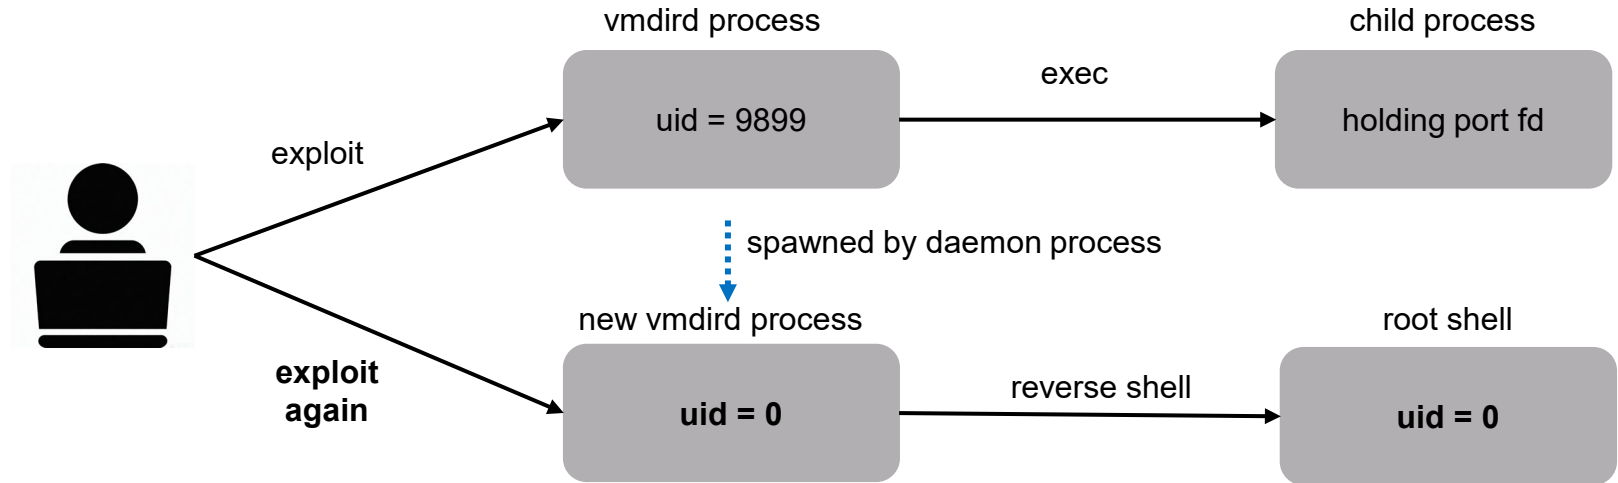 vmdird process
child process
exec
uid = 9899
holding port fd
exploit
spawned by daemon process
new vmdird process
root shell
exploit
again
reverse shell
uid = 0
uid = 0